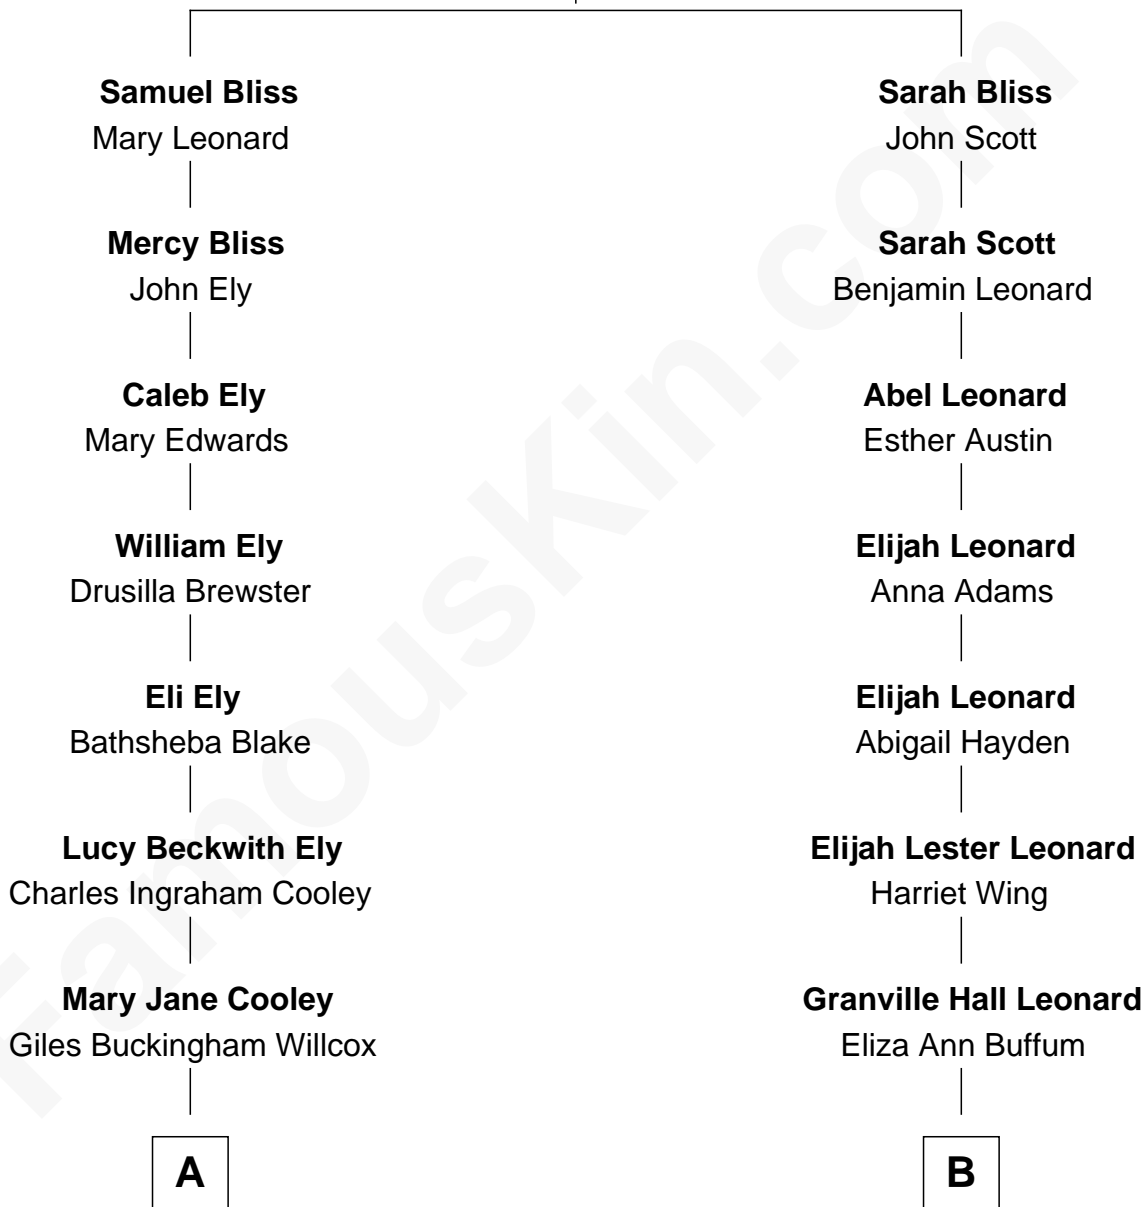 Samuel Bliss
Mary Leonard
Mercy Bliss
John Ely
Caleb Ely
Mary Edwards
William Ely
Drusilla Brewster
Eli Ely
Bathsheba Blake
Lucy Beckwith Ely
Charles Ingraham Cooley
Mary Jane Cooley
Giles Buckingham Willcox
A
Sarah Bliss
John Scott
Sarah Scott
Benjamin Leonard
Abel Leonard
Esther Austin
Elijah Leonard
Anna Adams
Elijah Leonard
Abigail Hayden
Elijah Lester Leonard
Harriet Wing
Granville Hall Leonard
Eliza Ann Buffum
B
FamousKin.com